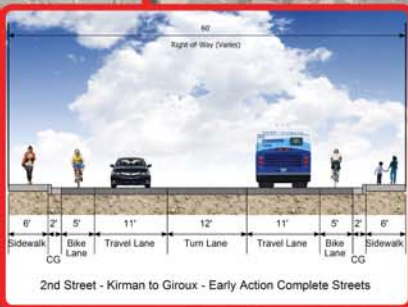 60'
Right-of-Way (Varies)
6' 2' 5' 11' 12' 11' 5' 2' 6'
Sidewalk CG Bike Lane Travel Lane Turn Lane Travel Lane Bike Lane CG Sidewalk
2nd Street - Kirman to Giroux - Early Action Complete Streets